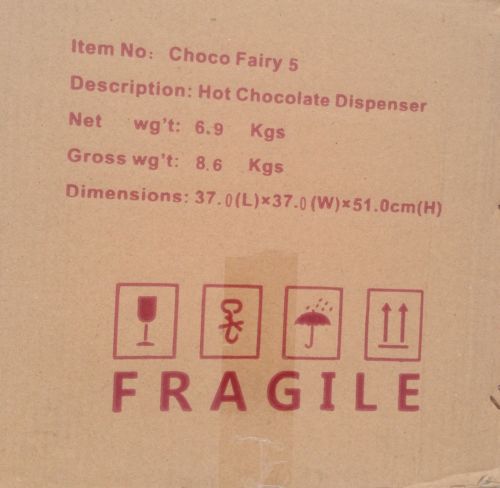 Item No: Choco Fairy 5
Description: Hot Chocolate Dispenser
Net wg't: 6.9 Kgs
Gross wg't: 8.6 Kgs
Dimensions: 37.0(L)×37.0(W)×51.0cm(H)
FRAGILE